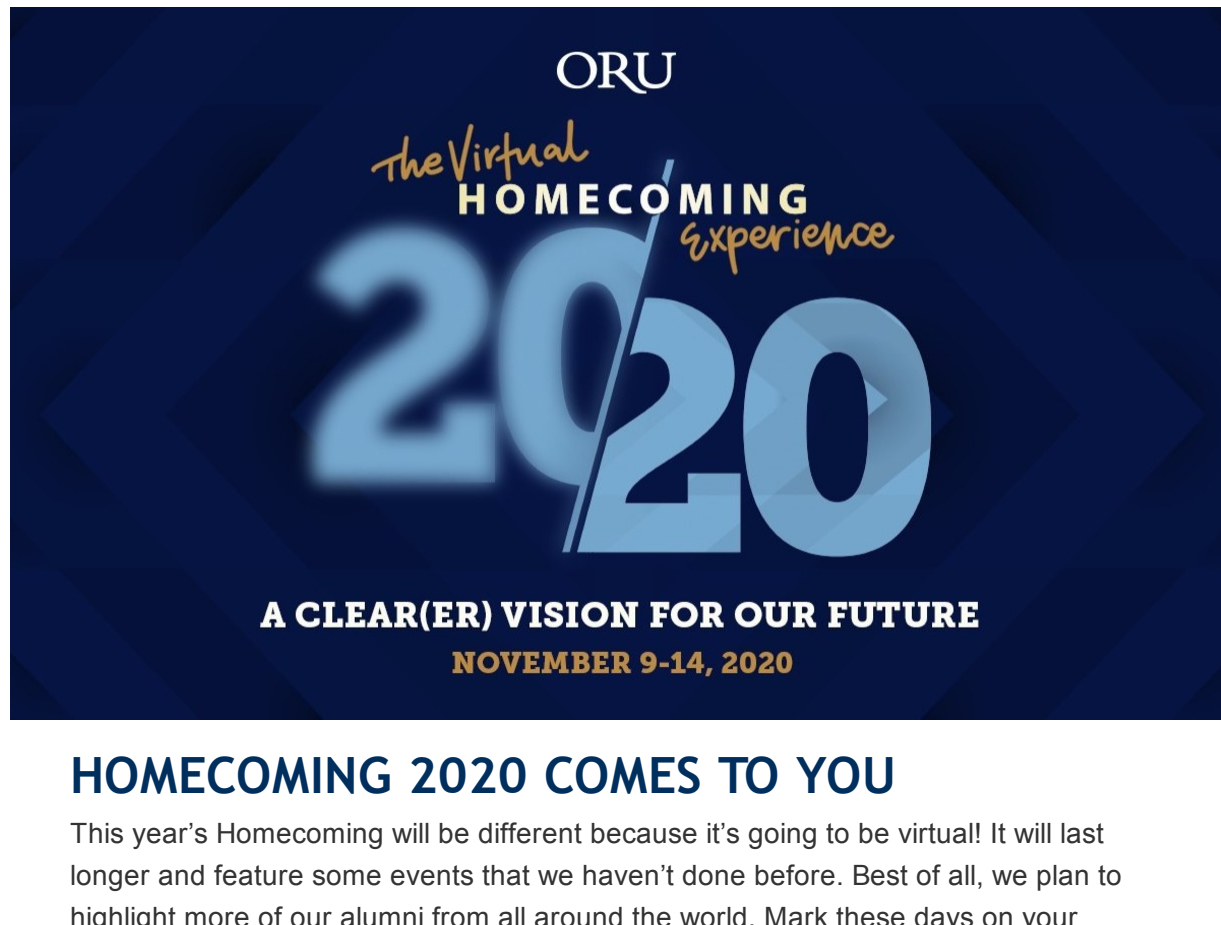 ORU
The Virtual
HOMECOMING
Experience
20/20
A CLEAR(ER) VISION FOR OUR FUTURE
NOVEMBER 9-14, 2020
HOMECOMING 2020 COMES TO YOU
This year’s Homecoming will be different because it’s going to be virtual! It will last
longer and feature some events that we haven’t done before. Best of all, we plan to
highlight more of our alumni from all around the world. Mark these days on your